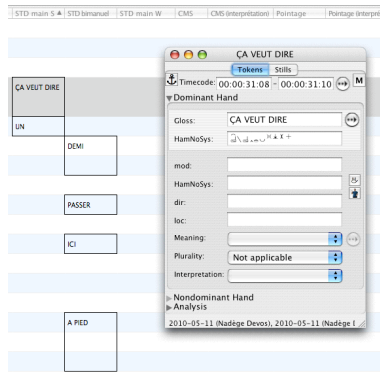 STD main S STD bimanuel STD main W CMS CMS (interprétation) Pointage Pointage (interpré
ÇA VEUT DIRE
UN
DEMI
PASSER
ICI
A PIED
ÇA VEUT DIRE
Tokens Stills
Timecode: 00:00:31:08 - 00:00:31:10 M
Dominant Hand
Gloss: ÇA VEUT DIRE
HamNoSys:
mod:
HamNoSys:
dir:
loc:
Meaning:
Plurality: Not applicable
Interpretation:
Nondominant Hand
Analysis
2010-05-11 (Nadège Devos), 2010-05-11 (Nadège